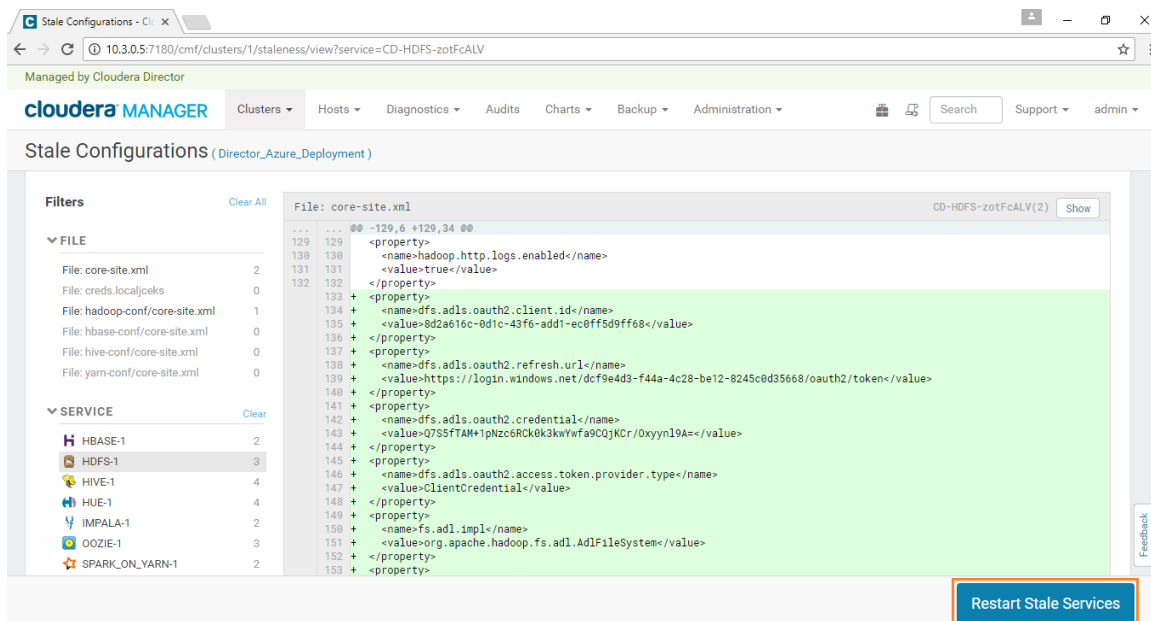 Stale Configurations - Cl
10.3.0.5:7180/cmf/clusters/1/staleness/view?service=CD-HDFS-zotFcALV
Managed by Cloudera Director
cloudera MANAGER Clusters Hosts Diagnostics Audits Charts Backup Administration Search Support admin
Stale Configurations ( Director_Azure_Deployment )
Filters Clear All
FILE
File: core-site.xml 2
File: creds.localjceks 0
File: hadoop-conf/core-site.xml 1
File: hbase-conf/core-site.xml 0
File: hive-conf/core-site.xml 0
File: yarn-conf/core-site.xml 0
SERVICE Clear
HBASE-1 2
HDFS-1 3
HIVE-1 4
HUE-1 4
IMPALA-1 2
OOZIE-1 3
SPARK_ON_YARN-1 2
File: core-site.xml CD-HDFS-zotFcALV(2) Show
... ... @@ -129,6 +129,34 @@
129 129 <property>
130 130 <name>hadoop.http.logs.enabled</name>
131 131 <value>true</value>
132 132 </property>
133 + <property>
134 + <name>dfs.adls.oauth2.client.id</name>
135 + <value>8d2a616c-0d1c-43f6-add1-ec0ff5d9ff68</value>
136 + </property>
137 + <property>
138 + <name>dfs.adls.oauth2.refresh.url</name>
139 + <value>https://login.windows.net/dcf9e4d3-f44a-4c28-be12-8245c0d35668/oauth2/token</value>
140 + </property>
141 + <property>
142 + <name>dfs.adls.oauth2.credential</name>
143 + <value>Q7S5fTAM+1pNzc6RCk0k3kwYwfa9CQjKCr/Oxyynl9A=</value>
144 + </property>
145 + <property>
146 + <name>dfs.adls.oauth2.access.token.provider.type</name>
147 + <value>ClientCredential</value>
148 + </property>
149 + <property>
150 + <name>fs.adl.impl</name>
151 + <value>org.apache.hadoop.fs.adl.AdlFileSystem</value>
152 + </property>
153 + <property>
Feedback
Restart Stale Services